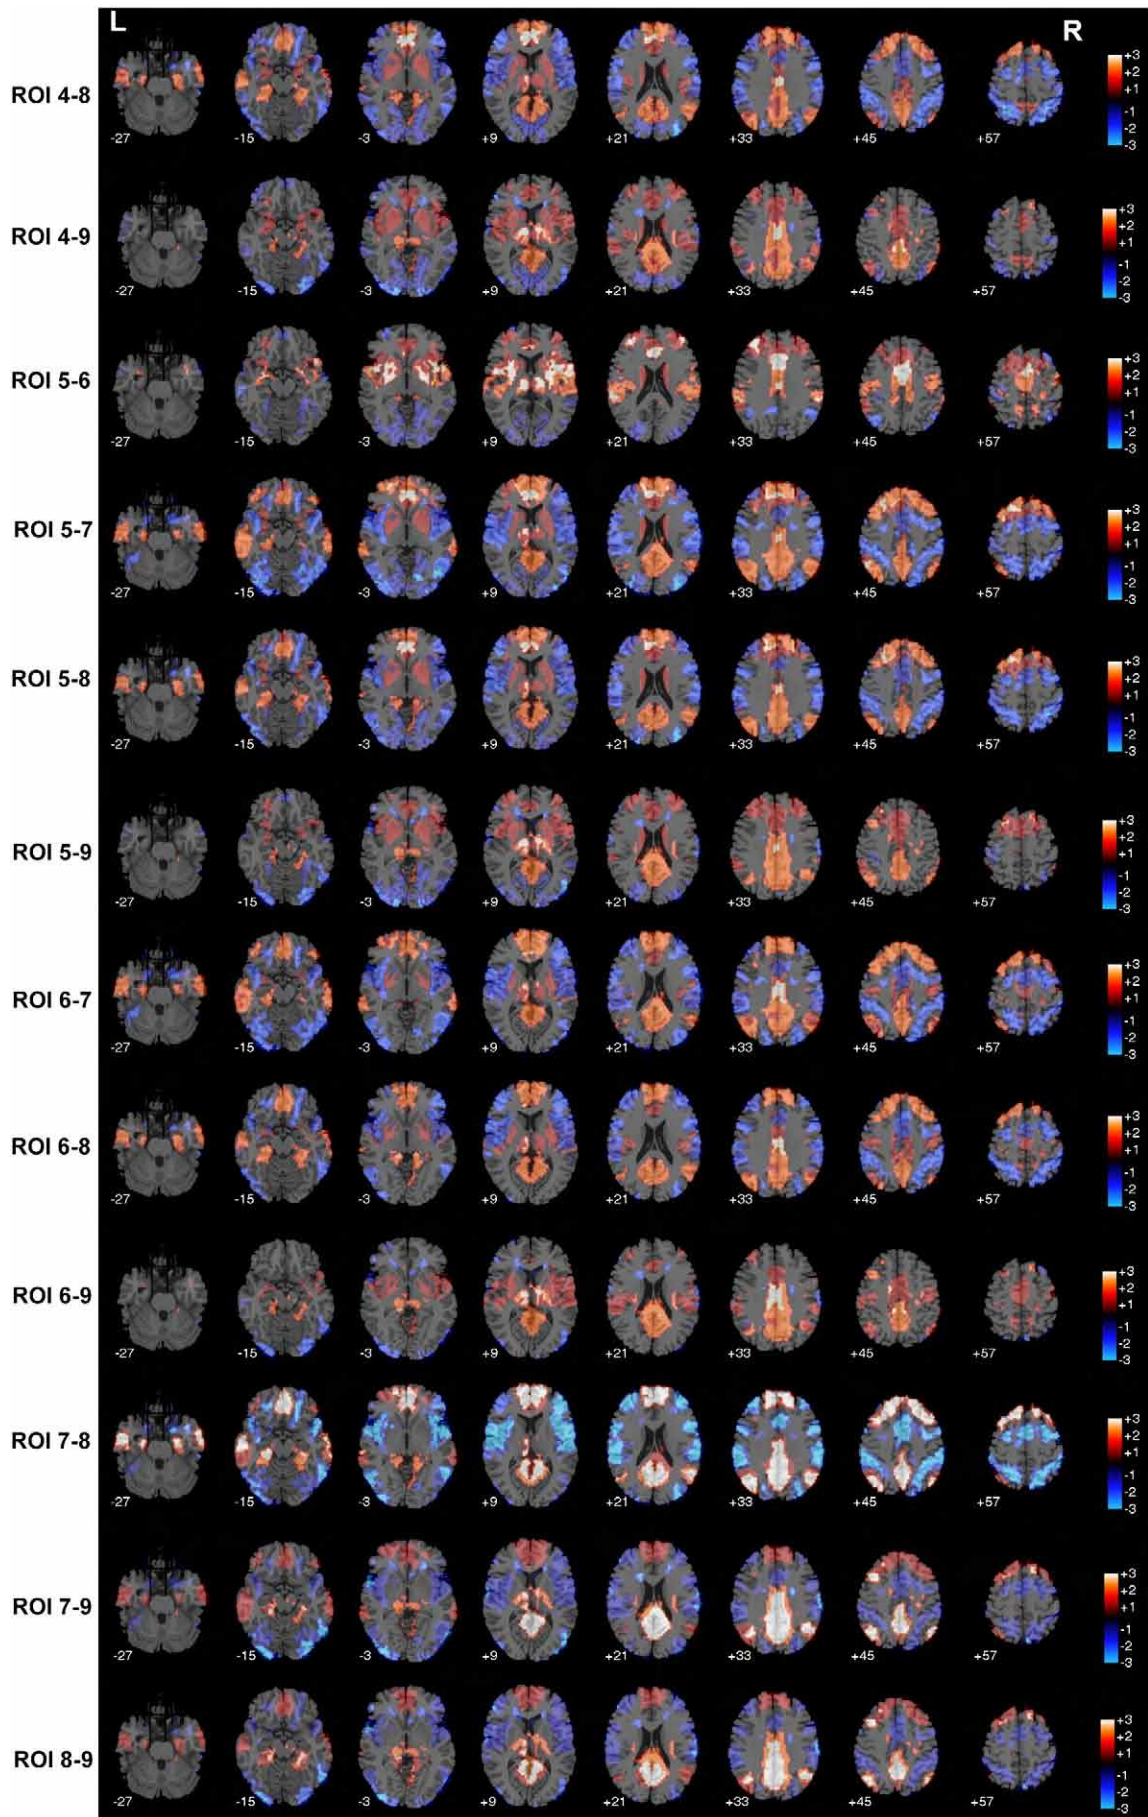 L R
ROI 4-8 +3 +2 +1 -1 -2 -3
-27 -15 -3 +9 +21 +33 +45 +57
ROI 4-9 +3 +2 +1 -1 -2 -3
-27 -15 -3 +9 +21 +33 +45 +57
ROI 5-6 +3 +2 +1 -1 -2 -3
-27 -15 -3 +9 +21 +33 +45 +57
ROI 5-7 +3 +2 +1 -1 -2 -3
-27 -15 -3 +9 +21 +33 +45 +57
ROI 5-8 +3 +2 +1 -1 -2 -3
-27 -15 -3 +9 +21 +33 +45 +57
ROI 5-9 +3 +2 +1 -1 -2 -3
-27 -15 -3 +9 +21 +33 +45 +57
ROI 6-7 +3 +2 +1 -1 -2 -3
-27 -15 -3 +9 +21 +33 +45 +57
ROI 6-8 +3 +2 +1 -1 -2 -3
-27 -15 -3 +9 +21 +33 +45 +57
ROI 6-9 +3 +2 +1 -1 -2 -3
-27 -15 -3 +9 +21 +33 +45 +57
ROI 7-8 +3 +2 +1 -1 -2 -3
-27 -15 -3 +9 +21 +33 +45 +57
ROI 7-9 +3 +2 +1 -1 -2 -3
-27 -15 -3 +9 +21 +33 +45 +57
ROI 8-9 +3 +2 +1 -1 -2 -3
-27 -15 -3 +9 +21 +33 +45 +57